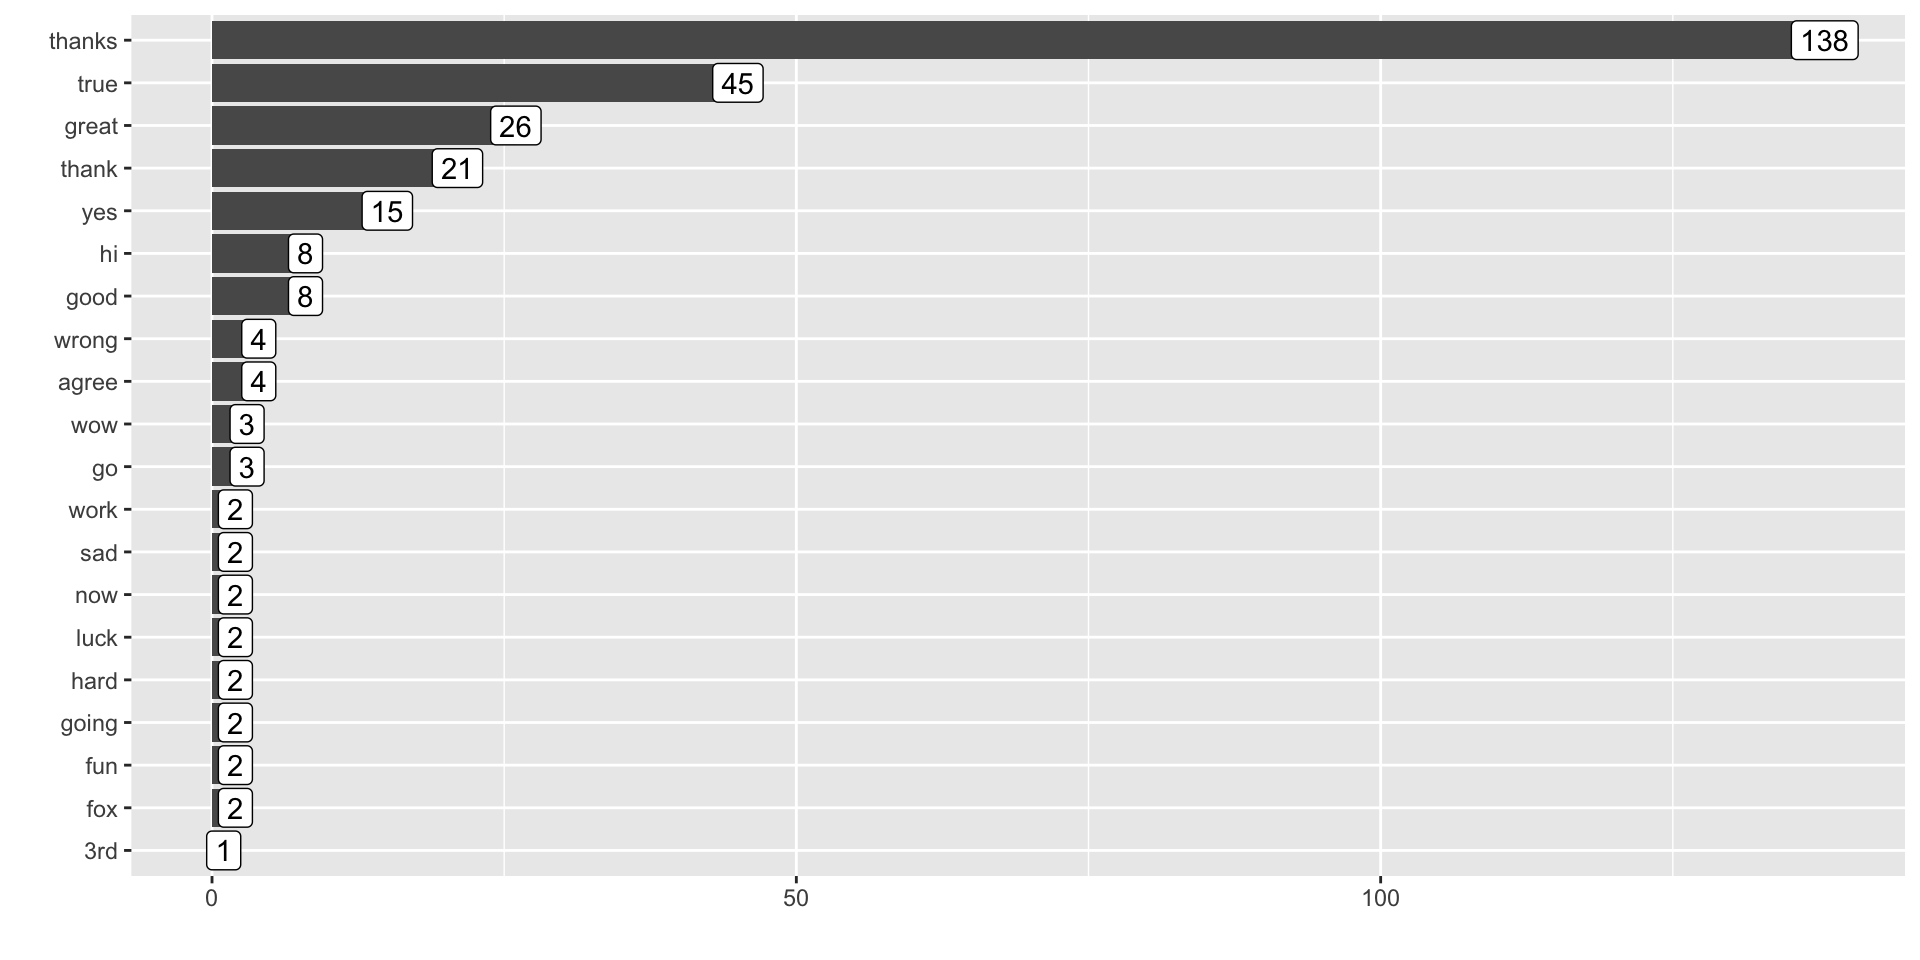 thanks 138
true 45
great 26
thank 21
yes 15
hi 8
good 8
wrong 4
agree 4
wow 3
go 3
work 2
sad 2
now 2
luck 2
hard 2
going 2
fun 2
fox 2
3rd 1
0 50 100